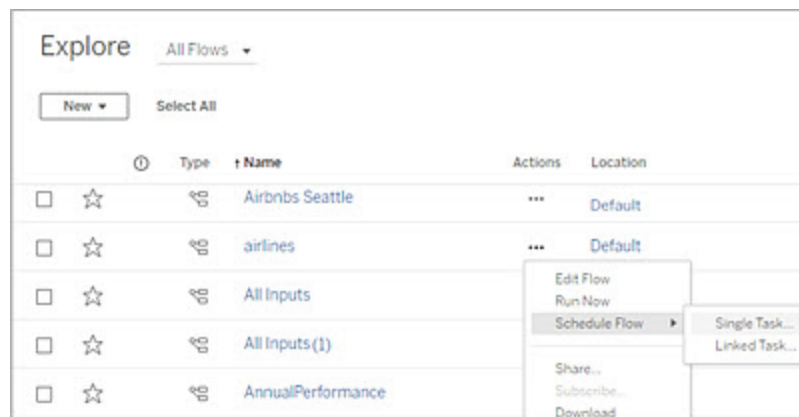 Explore All Flows
New Select All
Type ↑ Name Actions Location
Airbnbs Seattle ... Default
airlines ... Default
Edit Flow
All Inputs Run Now
Schedule Flow Single Task...
All Inputs (1) Linked Task...
Share...
AnnualPerformance Subscribe...
Download